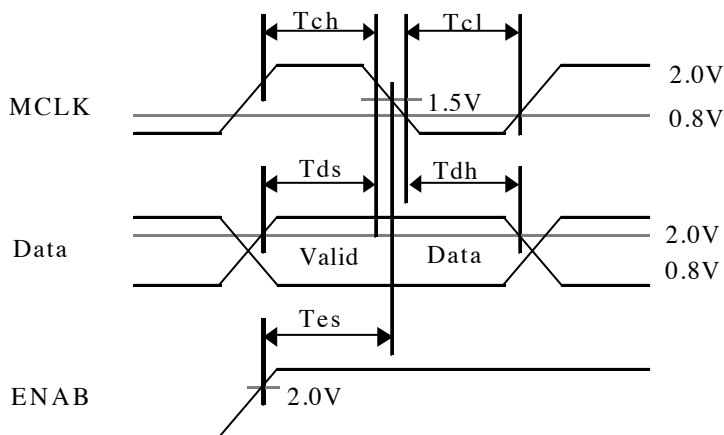 Tch Tcl
MCLK 2.0V
1.5V
0.8V
Tds Tdh
Data Valid Data 2.0V
0.8V
Tes
ENAB 2.0V